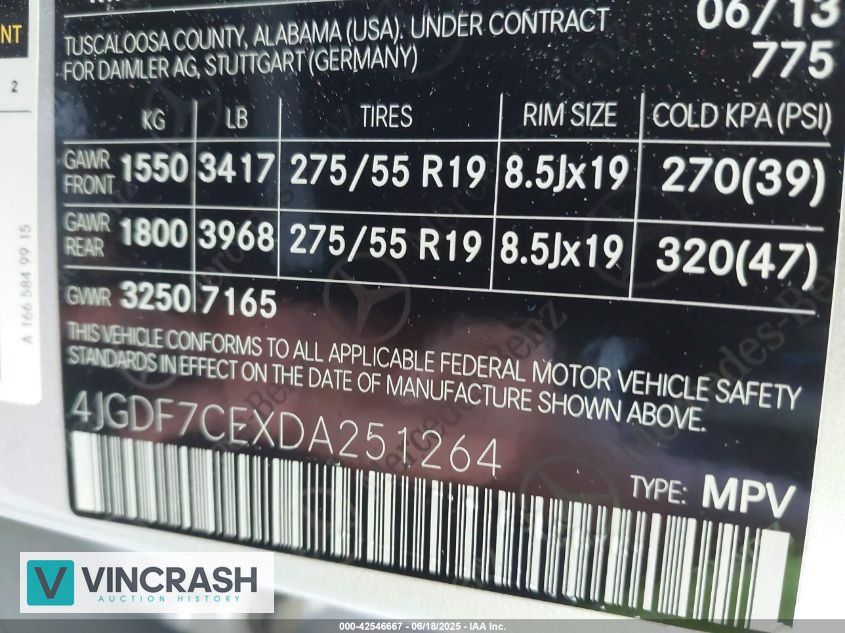 06/13
TUSCALOOSA COUNTY, ALABAMA (USA). UNDER CONTRACT
FOR DAIMLER AG, STUTTGART (GERMANY)
775
NT
2
KG LB TIRES RIM SIZE COLD KPA (PSI)
GAWR FRONT 1550 3417 275/55 R19 8.5Jx19 270(39)
GAWR REAR 1800 3968 275/55 R19 8.5Jx19 320(47)
GVWR 3250 7165
THIS VEHICLE CONFORMS TO ALL APPLICABLE FEDERAL MOTOR VEHICLE SAFETY
STANDARDS IN EFFECT ON THE DATE OF MANUFACTURE SHOWN ABOVE.
4JGDF7CEXDA251264
TYPE: MPV
A 166 584 99 15
Mercedes-Benz
V VINCRASH
AUCTION HISTORY
000-42546667 - 06/18/2025 - IAA Inc.